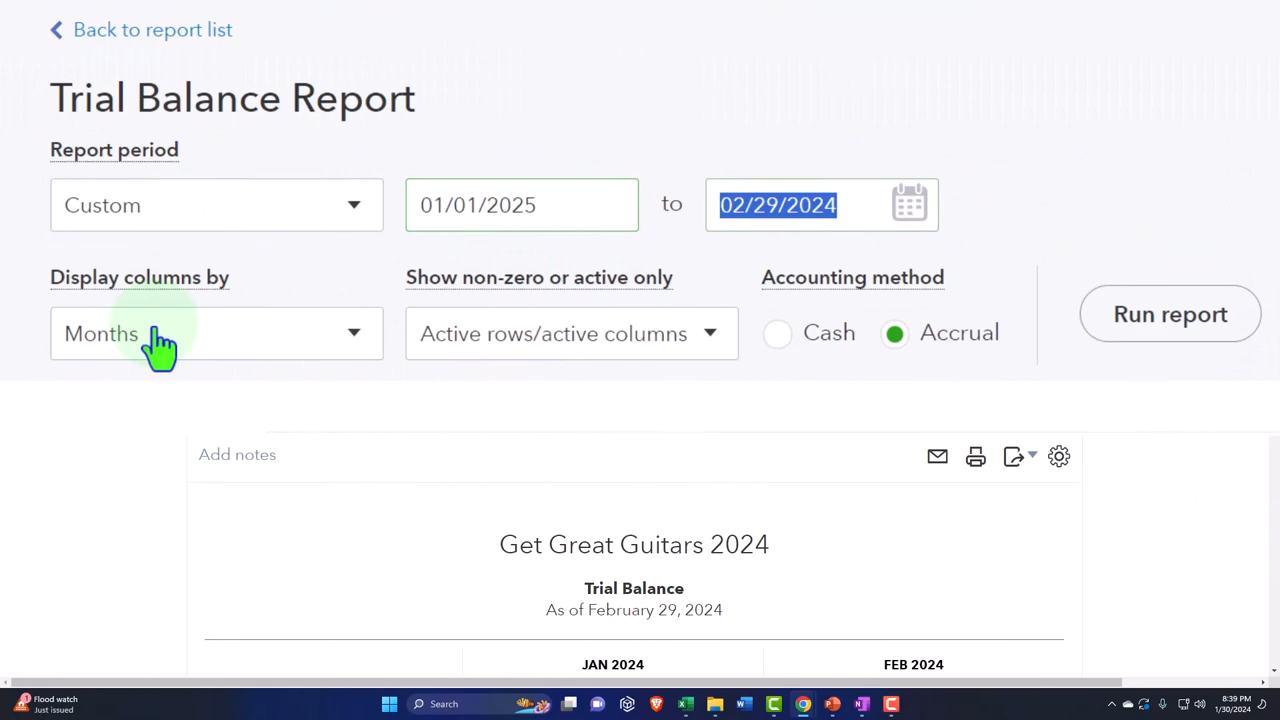 Back to report list
Trial Balance Report
Report period
Custom 01/01/2025 to 02/29/2024
Display columns by Show non-zero or active only Accounting method
Months Active rows/active columns Cash Accrual Run report
Add notes
Get Great Guitars 2024
Trial Balance
As of February 29, 2024
JAN 2024 FEB 2024
Flood watch
Just issued
Search
8:39 PM
1/30/2024